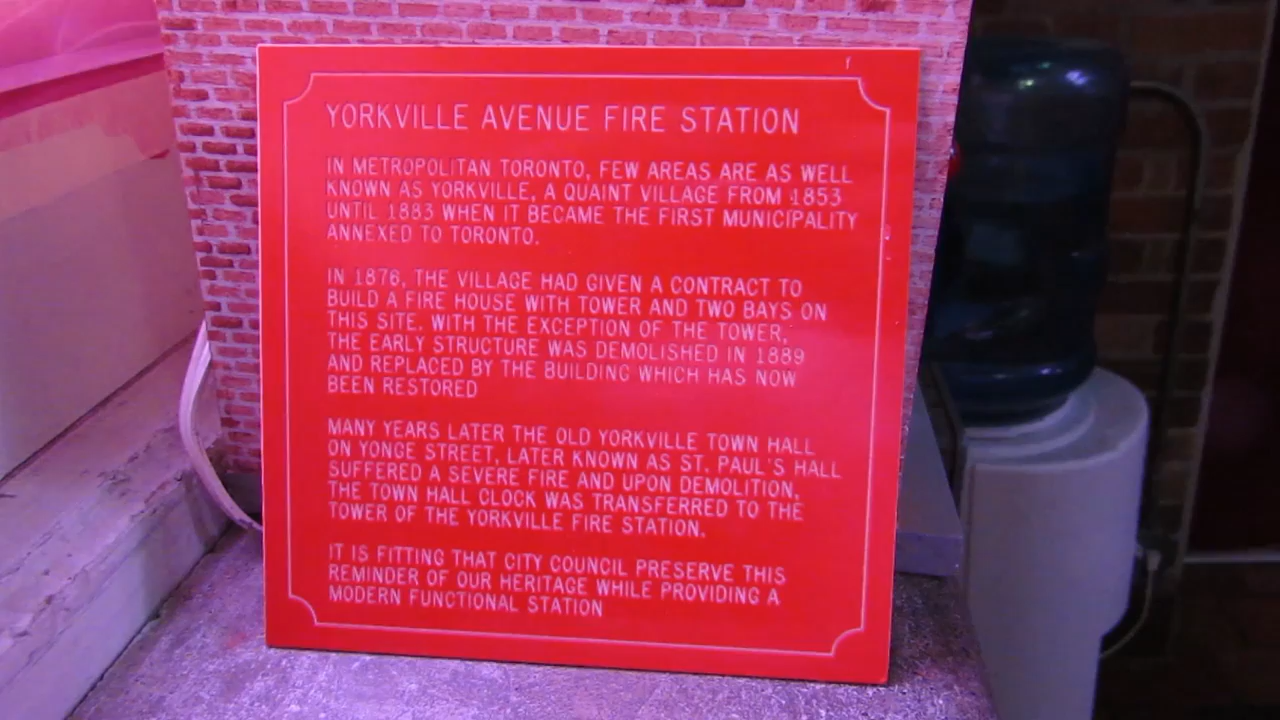 YORKVILLE AVENUE FIRE STATION
IN METROPOLITAN TORONTO, FEW AREAS ARE AS WELL
KNOWN AS YORKVILLE, A QUAINT VILLAGE FROM 1853
UNTIL 1883 WHEN IT BECAME THE FIRST MUNICIPALITY
ANNEXED TO TORONTO.
IN 1876, THE VILLAGE HAD GIVEN A CONTRACT TO
BUILD A FIRE HOUSE WITH TOWER AND TWO BAYS ON
THIS SITE. WITH THE EXCEPTION OF THE TOWER,
THE EARLY STRUCTURE WAS DEMOLISHED IN 1889
AND REPLACED BY THE BUILDING WHICH HAS NOW
BEEN RESTORED
MANY YEARS LATER THE OLD YORKVILLE TOWN HALL
ON YONGE STREET, LATER KNOWN AS ST. PAUL'S HALL
SUFFERED A SEVERE FIRE AND UPON DEMOLITION,
THE TOWN HALL CLOCK WAS TRANSFERRED TO THE
TOWER OF THE YORKVILLE FIRE STATION.
IT IS FITTING THAT CITY COUNCIL PRESERVE THIS
REMINDER OF OUR HERITAGE WHILE PROVIDING A
MODERN FUNCTIONAL STATION